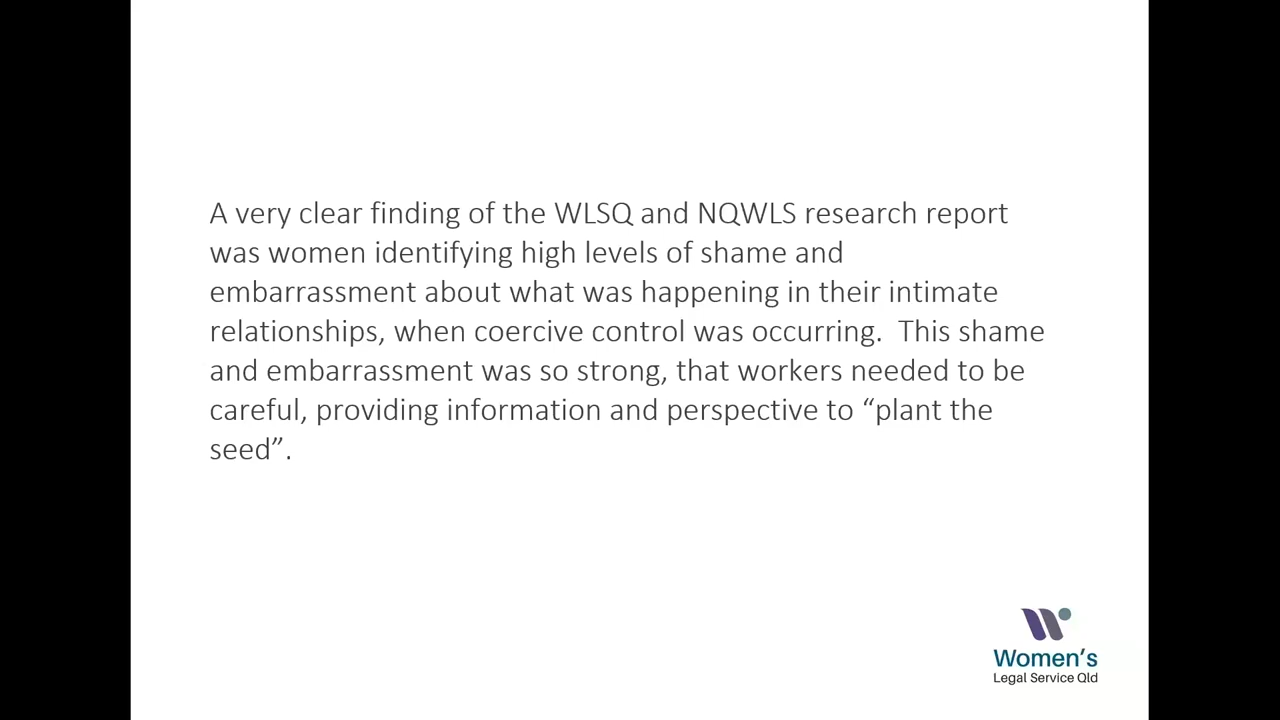 A very clear finding of the WLSQ and NQWLS research report
was women identifying high levels of shame and
embarrassment about what was happening in their intimate
relationships, when coercive control was occurring.  This shame
and embarrassment was so strong, that workers needed to be
careful, providing information and perspective to “plant the
seed”.
Women's
Legal Service Qld